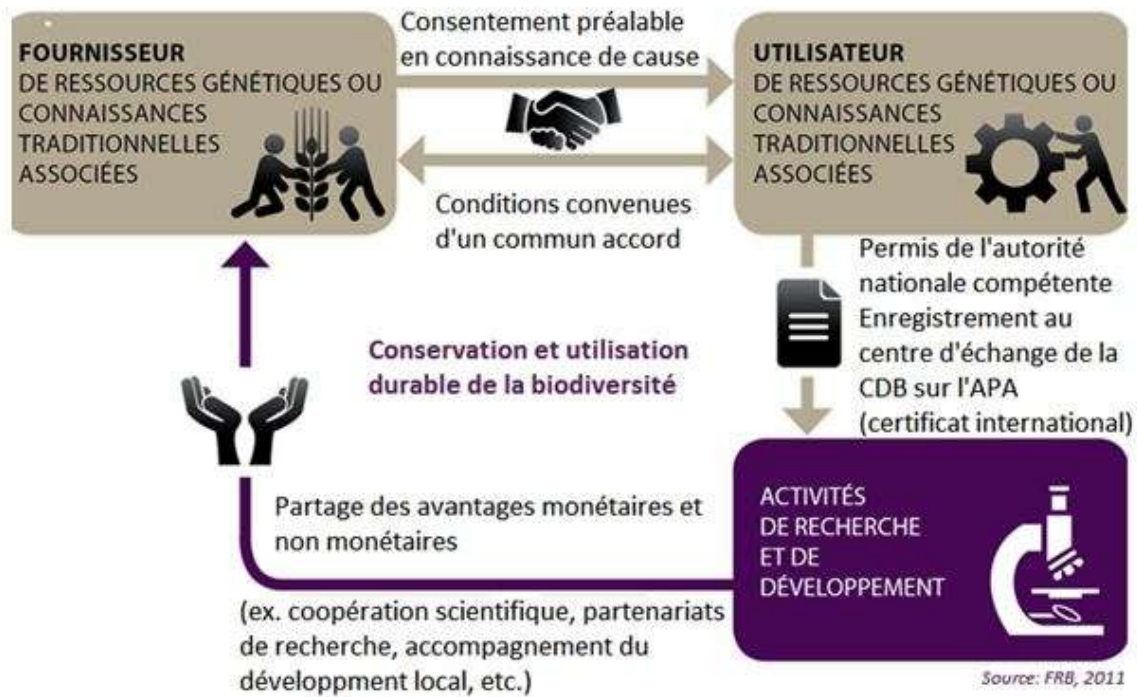 Consentement préalable
en connaissance de cause
FOURNISSEUR
DE RESSOURCES GÉNÉTIQUES OU
CONNAISSANCES
TRADITIONNELLES
ASSOCIÉES
UTILISATEUR
DE RESSOURCES GÉNÉTIQUES OU
CONNAISSANCES
TRADITIONNELLES
ASSOCIÉES
Conditions convenues
d'un commun accord
Permis de l'autorité
nationale compétente
Enregistrement au
centre d'échange de la
CDB sur l'APA
(certificat international)
Conservation et utilisation
durable de la biodiversité
ACTIVITÉS
DE RECHERCHE
ET DE
DÉVELOPPEMENT
Partage des avantages monétaires et
non monétaires
(ex. coopération scientifique, partenariats
de recherche, accompagnement du
développment local, etc.)
Source: FRB, 2011